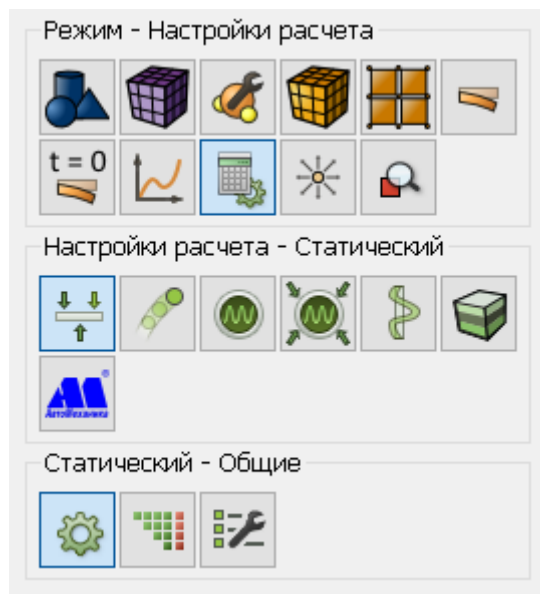 Режим - Настройки расчета
t = 0
Настройки расчета - Статический
АвтоМеханика
Статический - Общие